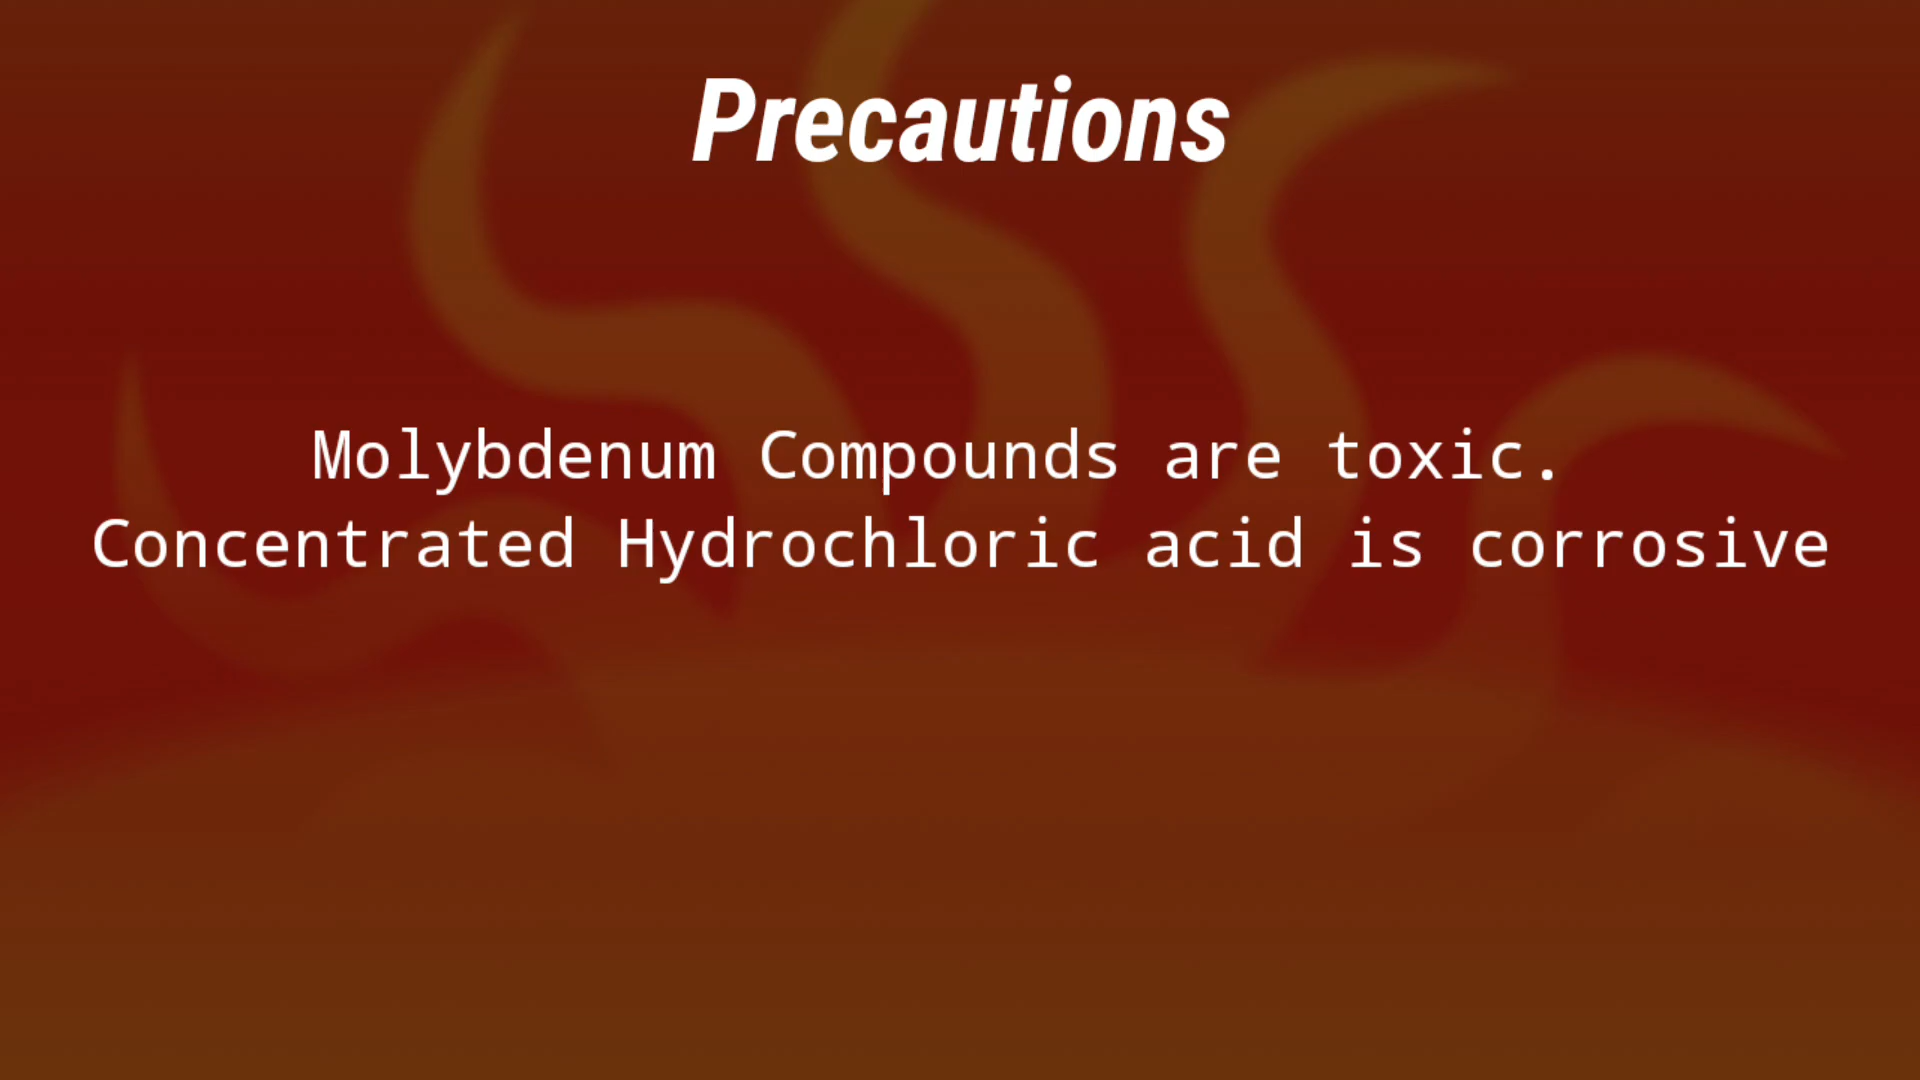 Precautions
Molybdenum Compounds are toxic.
Concentrated Hydrochloric acid is corrosive